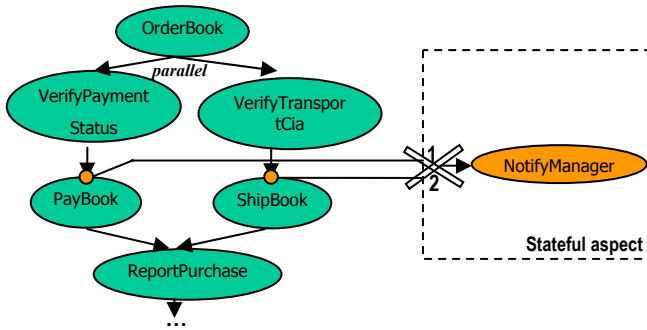 OrderBook
parallel
VerifyPayment
Status
VerifyTranspor
tCia
1
2
NotifyManager
PayBook
ShipBook
Stateful aspect
ReportPurchase
...